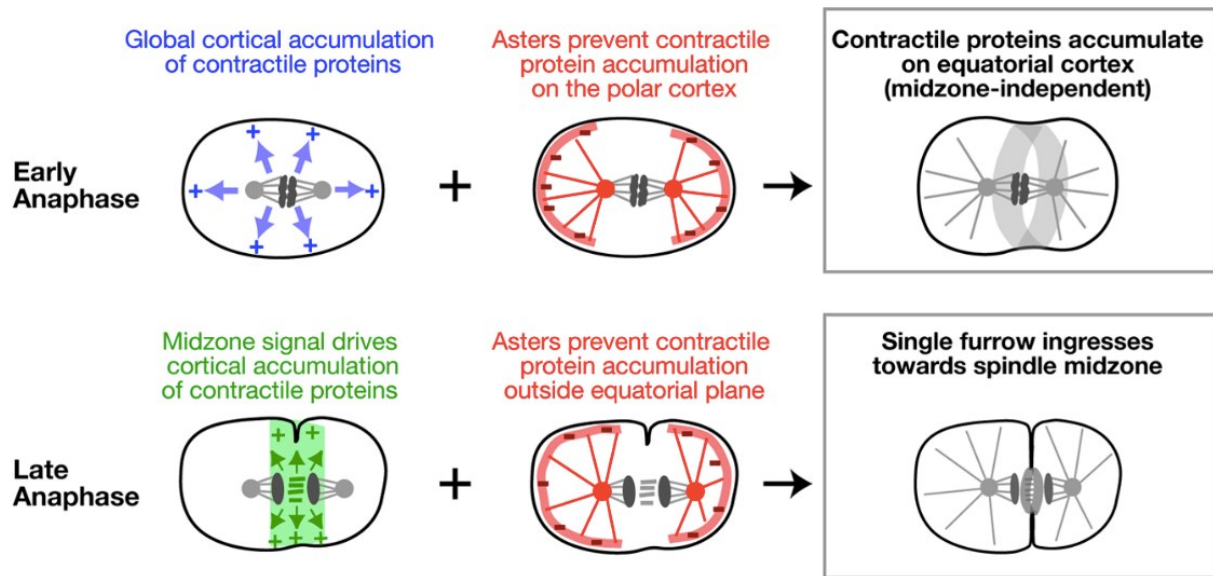 Global cortical accumulation
of contractile proteins
Asters prevent contractile
protein accumulation
on the polar cortex
Contractile proteins accumulate
on equatorial cortex
(midzone-independent)
Early
Anaphase
+
Midzone signal drives
cortical accumulation
of contractile proteins
Asters prevent contractile
protein accumulation
outside equatorial plane
Single furrow ingresses
towards spindle midzone
Late
Anaphase
+